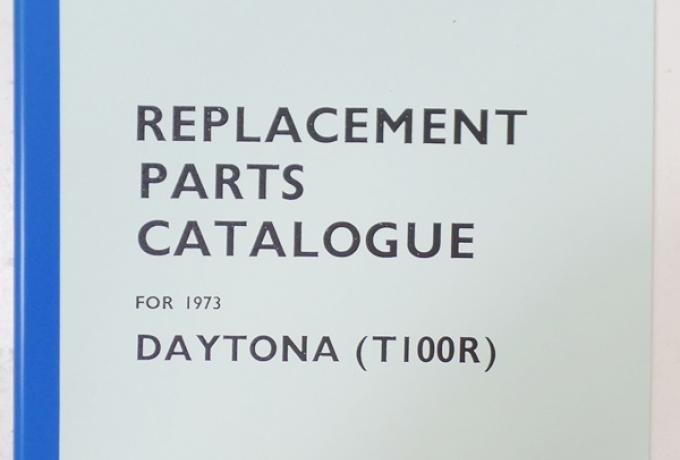 REPLACEMENT
PARTS
CATALOGUE
FOR 1973
DAYTONA (T100R)